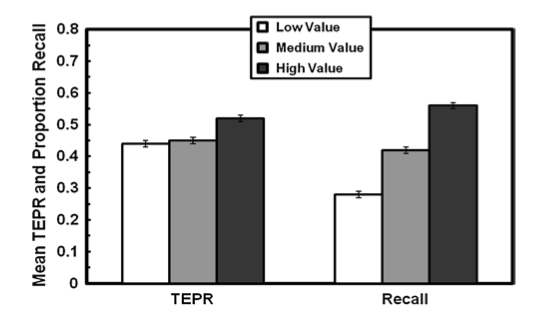 Low Value
Medium Value
High Value
Mean TEPR and Proportion Recall
0.8
0.7
0.6
0.5
0.4
0.3
0.2
0.1
0
TEPR
Recall